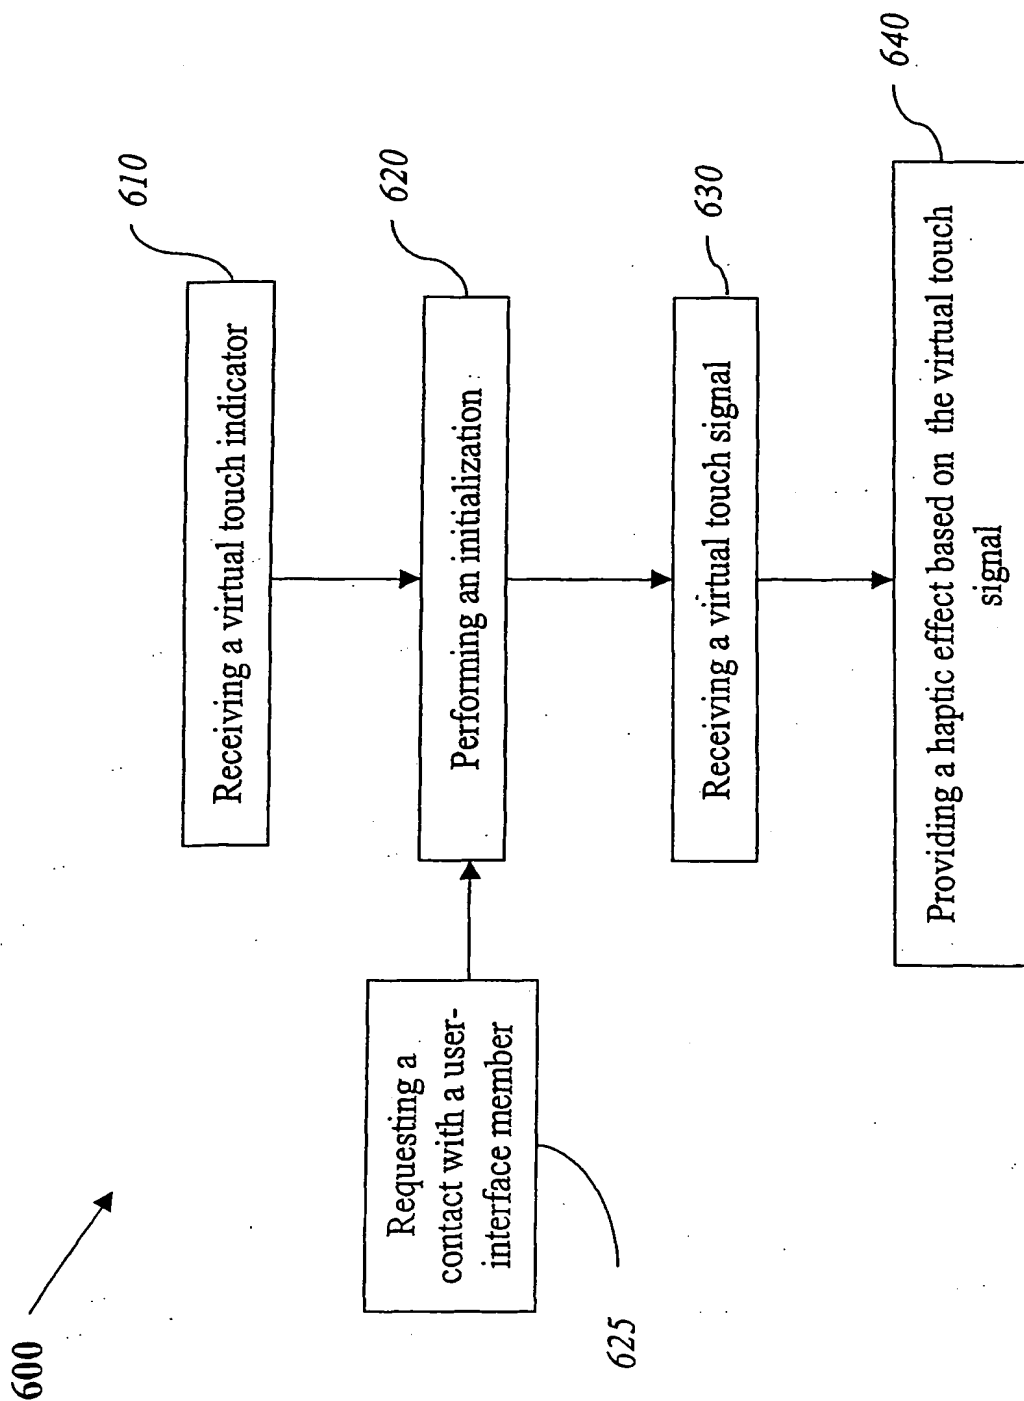 600
Receiving a virtual touch indicator
610
Performing an initialization
620
Requesting a
contact with a user-
interface member
625
Receiving a virtual touch signal
630
Providing a haptic effect based on the virtual touch
signal
640